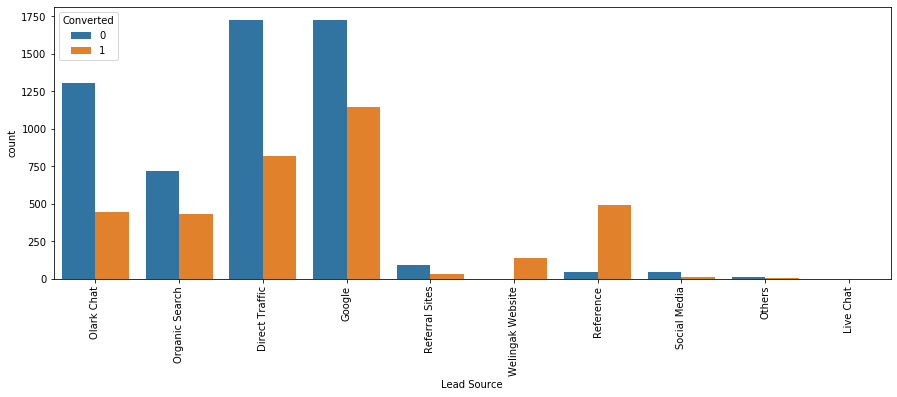 Converted
0
1
1750
1500
1250
1000
750
500
250
0
count
Olark Chat
Organic Search
Direct Traffic
Google
Referral Sites
Welingak Website
Reference
Social Media
Others
Live Chat
Lead Source